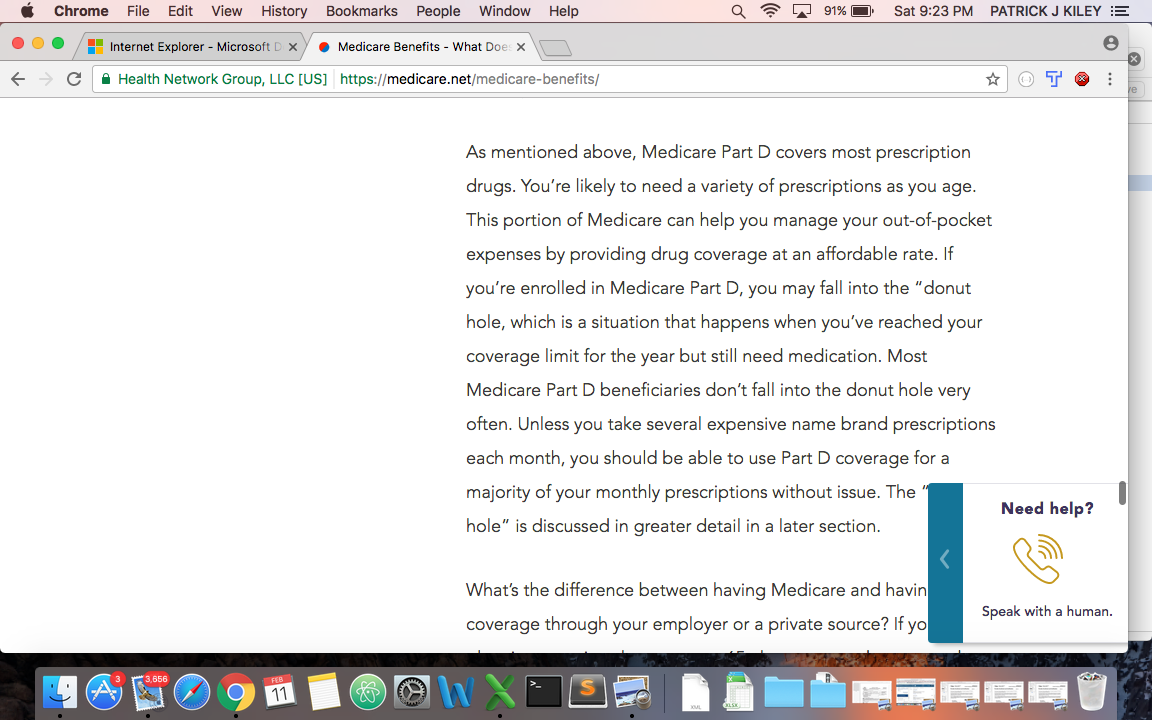 Chrome File Edit View History Bookmarks People Window Help 91% Sat 9:23 PM PATRICK J KILEY
Internet Explorer - Microsoft D Medicare Benefits - What Does
Health Network Group, LLC [US] https://medicare.net/medicare-benefits/
As mentioned above, Medicare Part D covers most prescription
drugs. You’re likely to need a variety of prescriptions as you age.
This portion of Medicare can help you manage your out-of-pocket
expenses by providing drug coverage at an affordable rate. If
you’re enrolled in Medicare Part D, you may fall into the “donut
hole, which is a situation that happens when you’ve reached your
coverage limit for the year but still need medication. Most
Medicare Part D beneficiaries don’t fall into the donut hole very
often. Unless you take several expensive name brand prescriptions
each month, you should be able to use Part D coverage for a
majority of your monthly prescriptions without issue. The “
hole” is discussed in greater detail in a later section.
What’s the difference between having Medicare and havin
coverage through your employer or a private source? If yo
Need help?
Speak with a human.
3
3,656
FEB
11
XML
XLSX